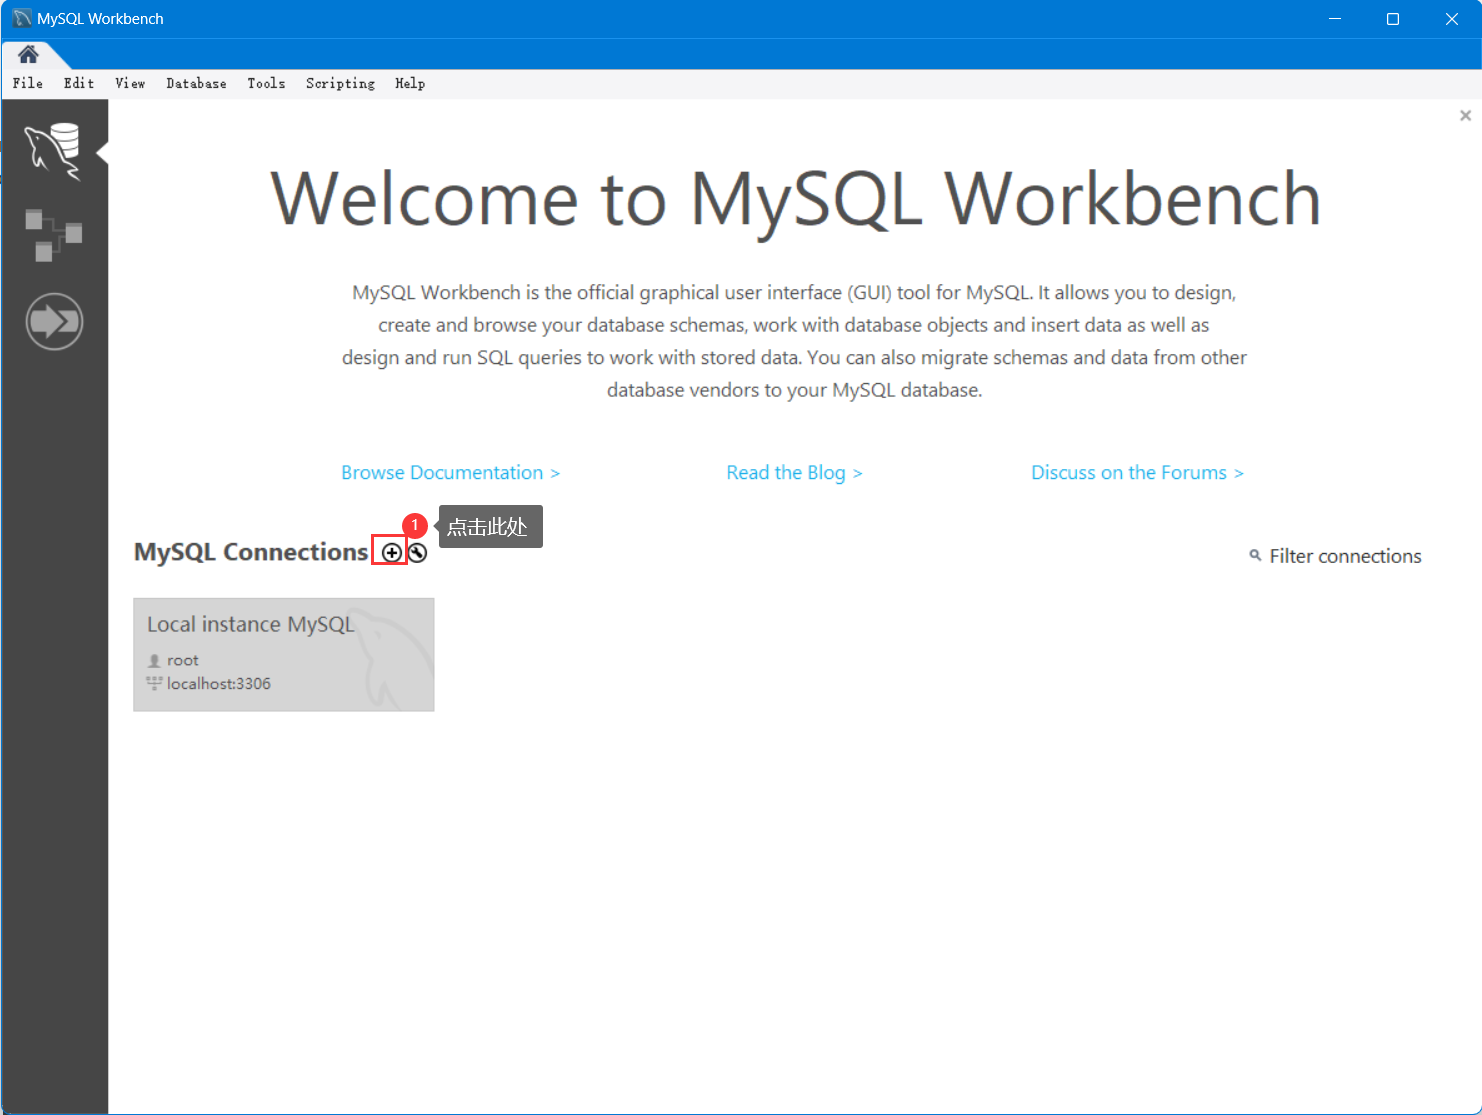 MySQL Workbench
File Edit View Database Tools Scripting Help
Welcome to MySQL Workbench
MySQL Workbench is the official graphical user interface (GUI) tool for MySQL. It allows you to design,
create and browse your database schemas, work with database objects and insert data as well as
design and run SQL queries to work with stored data. You can also migrate schemas and data from other
database vendors to your MySQL database.
Browse Documentation > Read the Blog > Discuss on the Forums >
1 点击此处
MySQL Connections
Filter connections
Local instance MySQL
root
localhost:3306